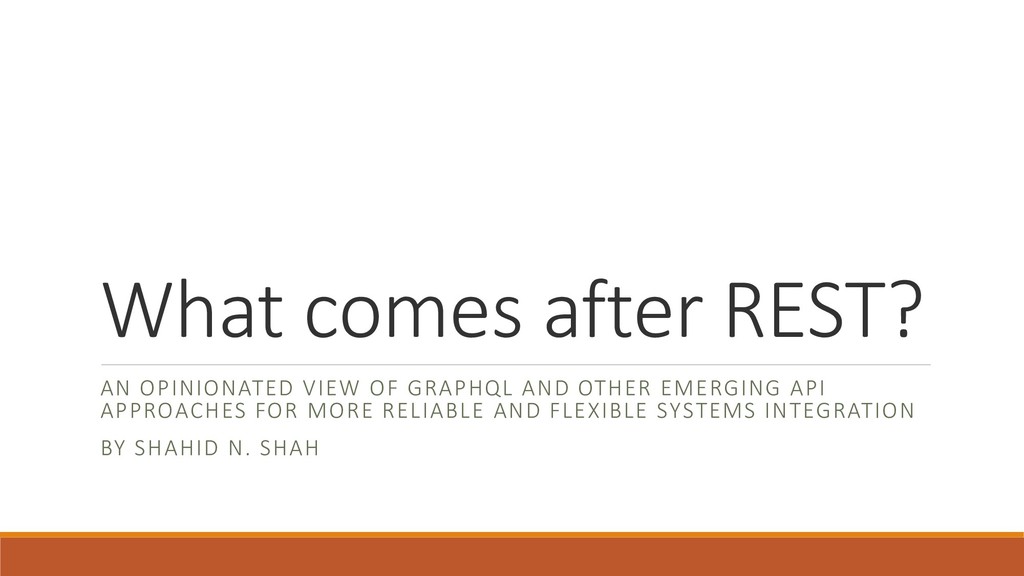 What comes after REST?
AN OPINIONATED VIEW OF GRAPHQL AND OTHER EMERGING API
APPROACHES FOR MORE RELIABLE AND FLEXIBLE SYSTEMS INTEGRATION
BY SHAHID N. SHAH